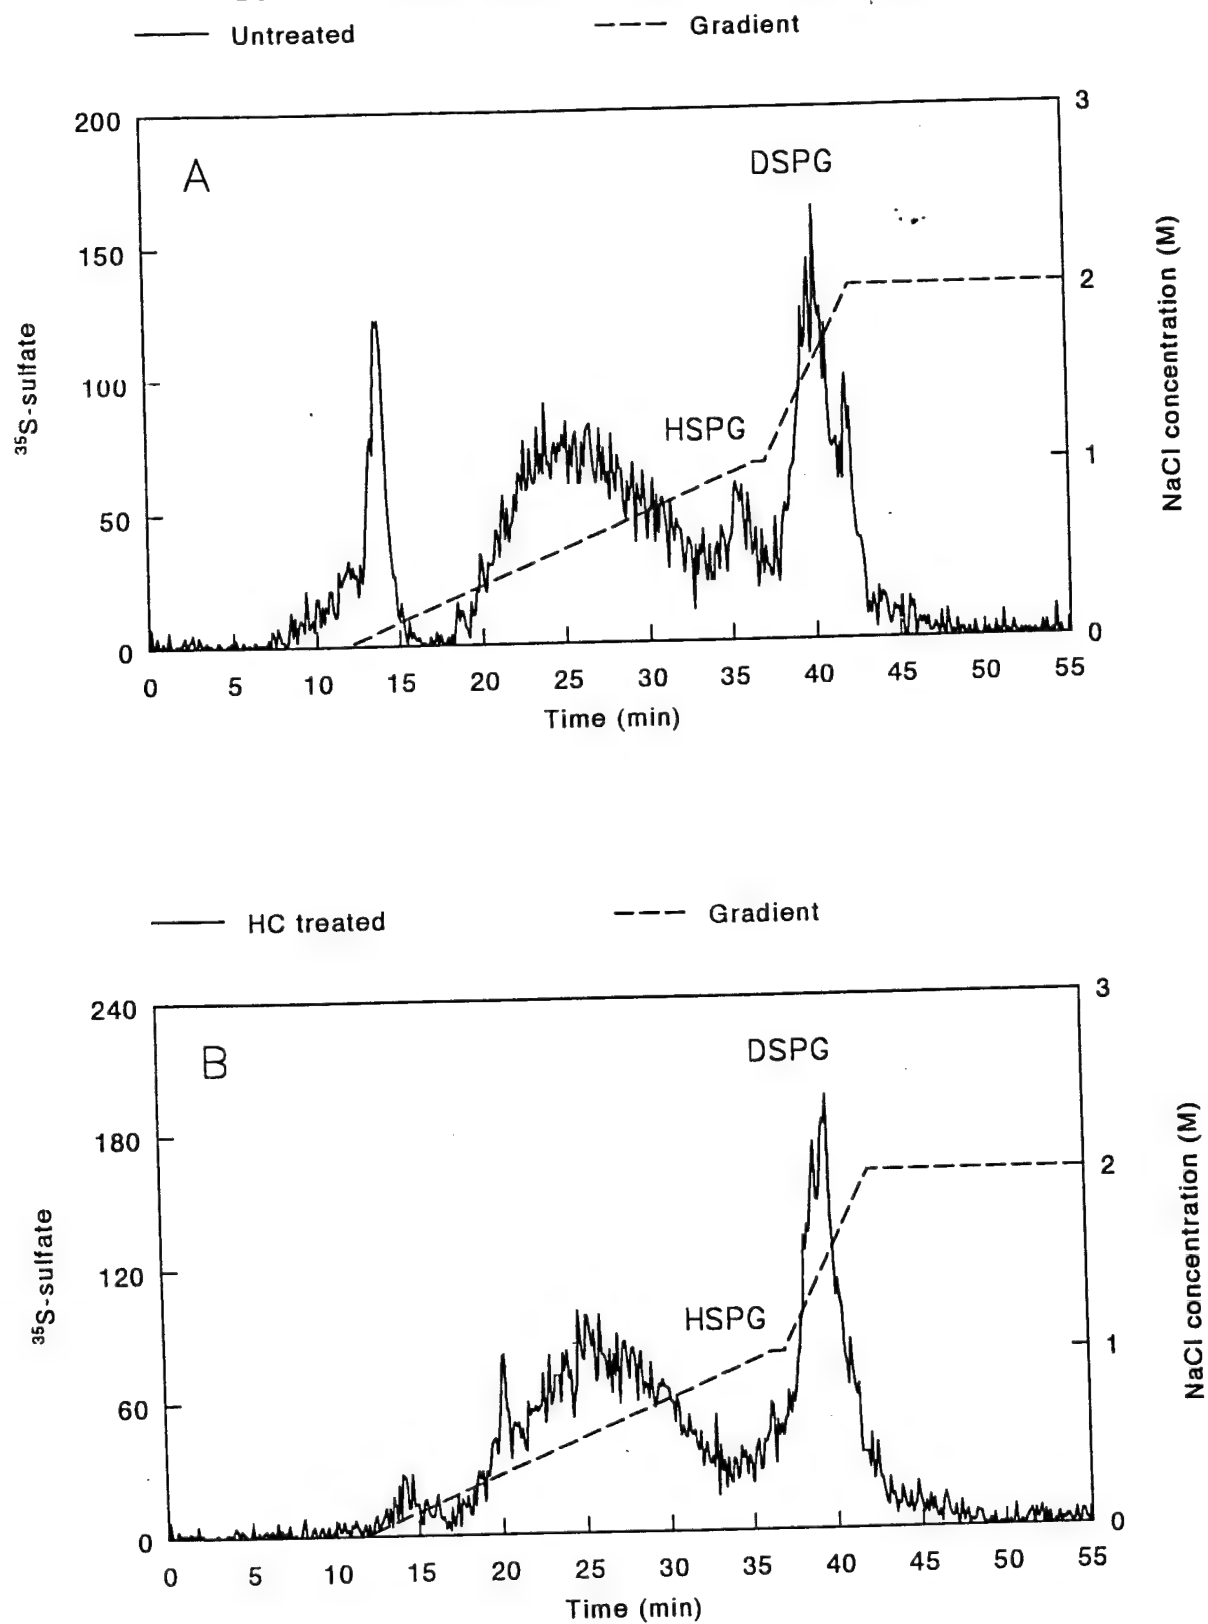 Untreated Gradient
200 3
A DSPG
150 2
100 HSPG 1
50
0 0
³⁵S-sulfate
NaCl concentration (M)
0 5 10 15 20 25 30 35 40 45 50 55
Time (min)
HC treated Gradient
240 3
B DSPG
180 2
120 HSPG 1
60
0 0
³⁵S-sulfate
NaCl concentration (M)
0 5 10 15 20 25 30 35 40 45 50 55
Time (min)